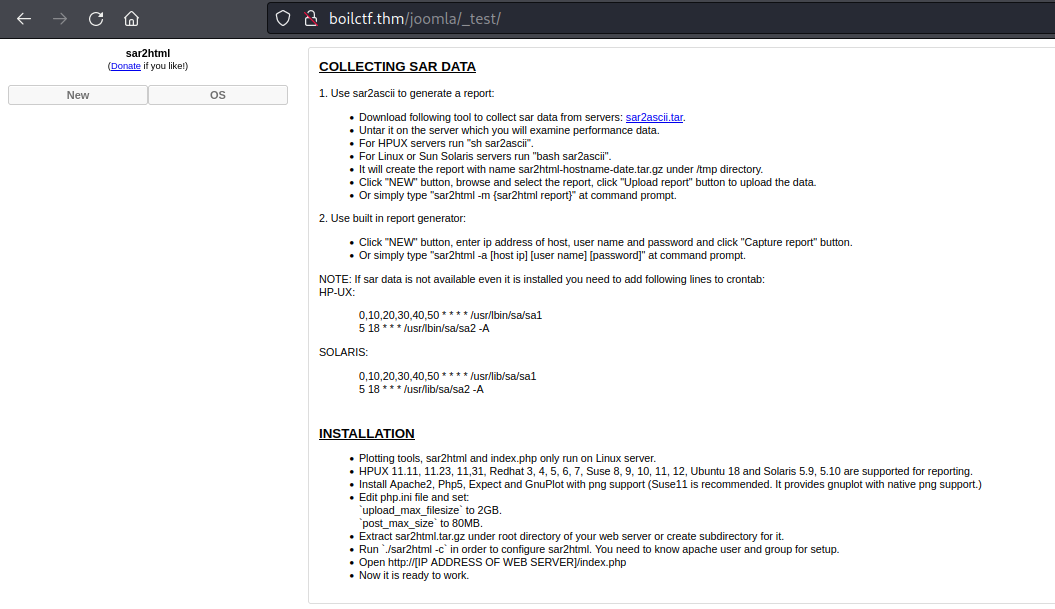 boilctf.thm/joomla/_test/
sar2html
(Donate if you like!)
New OS
COLLECTING SAR DATA
1. Use sar2ascii to generate a report:
• Download following tool to collect sar data from servers: sar2ascii.tar.
• Untar it on the server which you will examine performance data.
• For HPUX servers run "sh sar2ascii".
• For Linux or Sun Solaris servers run "bash sar2ascii".
• It will create the report with name sar2html-hostname-date.tar.gz under /tmp directory.
• Click "NEW" button, browse and select the report, click "Upload report" button to upload the data.
• Or simply type "sar2html -m {sar2html report}" at command prompt.
2. Use built in report generator:
• Click "NEW" button, enter ip address of host, user name and password and click "Capture report" button.
• Or simply type "sar2html -a [host ip] [user name] [password]" at command prompt.
NOTE: If sar data is not available even it is installed you need to add following lines to crontab:
HP-UX:
0,10,20,30,40,50 * * * * /usr/lbin/sa/sa1
5 18 * * * /usr/lbin/sa/sa2 -A
SOLARIS:
0,10,20,30,40,50 * * * * /usr/lib/sa/sa1
5 18 * * * /usr/lib/sa/sa2 -A
INSTALLATION
• Plotting tools, sar2html and index.php only run on Linux server.
• HPUX 11.11, 11.23, 11,31, Redhat 3, 4, 5, 6, 7, Suse 8, 9, 10, 11, 12, Ubuntu 18 and Solaris 5.9, 5.10 are supported for reporting.
• Install Apache2, Php5, Expect and GnuPlot with png support (Suse11 is recommended. It provides gnuplot with native png support.)
• Edit php.ini file and set:
`upload_max_filesize` to 2GB.
`post_max_size` to 80MB.
• Extract sar2html.tar.gz under root directory of your web server or create subdirectory for it.
• Run `./sar2html -c` in order to configure sar2html. You need to know apache user and group for setup.
• Open http://[IP ADDRESS OF WEB SERVER]/index.php
• Now it is ready to work.